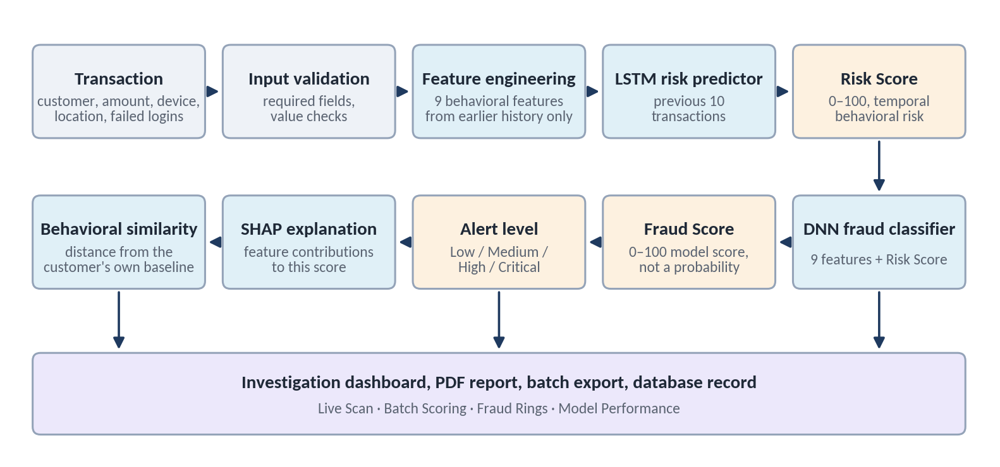 Transaction
customer, amount, device,
location, failed logins
Input validation
required fields,
value checks
Feature engineering
9 behavioral features
from earlier history only
LSTM risk predictor
previous 10
transactions
Risk Score
0–100, temporal
behavioral risk
Behavioral similarity
distance from the
customer's own baseline
SHAP explanation
feature contributions
to this score
Alert level
Low / Medium /
High / Critical
Fraud Score
0–100 model score,
not a probability
DNN fraud classifier
9 features + Risk Score
Investigation dashboard, PDF report, batch export, database record
Live Scan · Batch Scoring · Fraud Rings · Model Performance